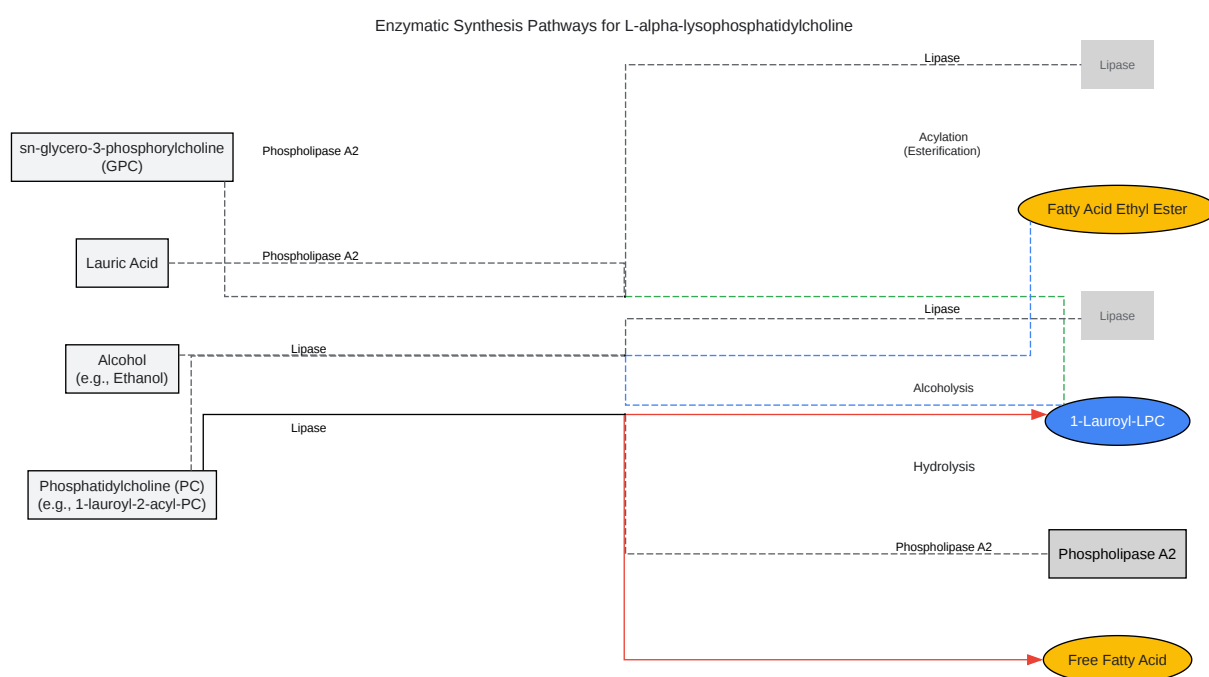 Enzymatic Synthesis Pathways for L-alpha-lysophosphatidylcholine
Lipase
Lipase
Acylation
(Esterification)
sn-glycero-3-phosphorylcholine
(GPC)
Phospholipase A2
Fatty Acid Ethyl Ester
Lauric Acid
Phospholipase A2
Lipase
Lipase
Alcohol
(e.g., Ethanol)
Lipase
Alcoholysis
1-Lauroyl-LPC
Lipase
Hydrolysis
Phosphatidylcholine (PC)
(e.g., 1-lauroyl-2-acyl-PC)
Phospholipase A2
Phospholipase A2
Free Fatty Acid